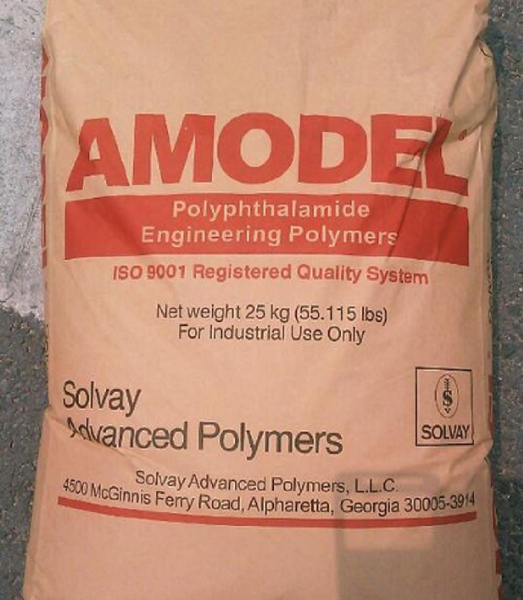 AMODEL®
Polyphthalamide
Engineering Polymers
ISO 9001 Registered Quality System
Net weight 25 kg (55.115 lbs)
For Industrial Use Only
Solvay
Advanced Polymers
SOLVAY
Solvay Advanced Polymers, L.L.C.
4500 McGinnis Ferry Road, Alpharetta, Georgia 30005-3914